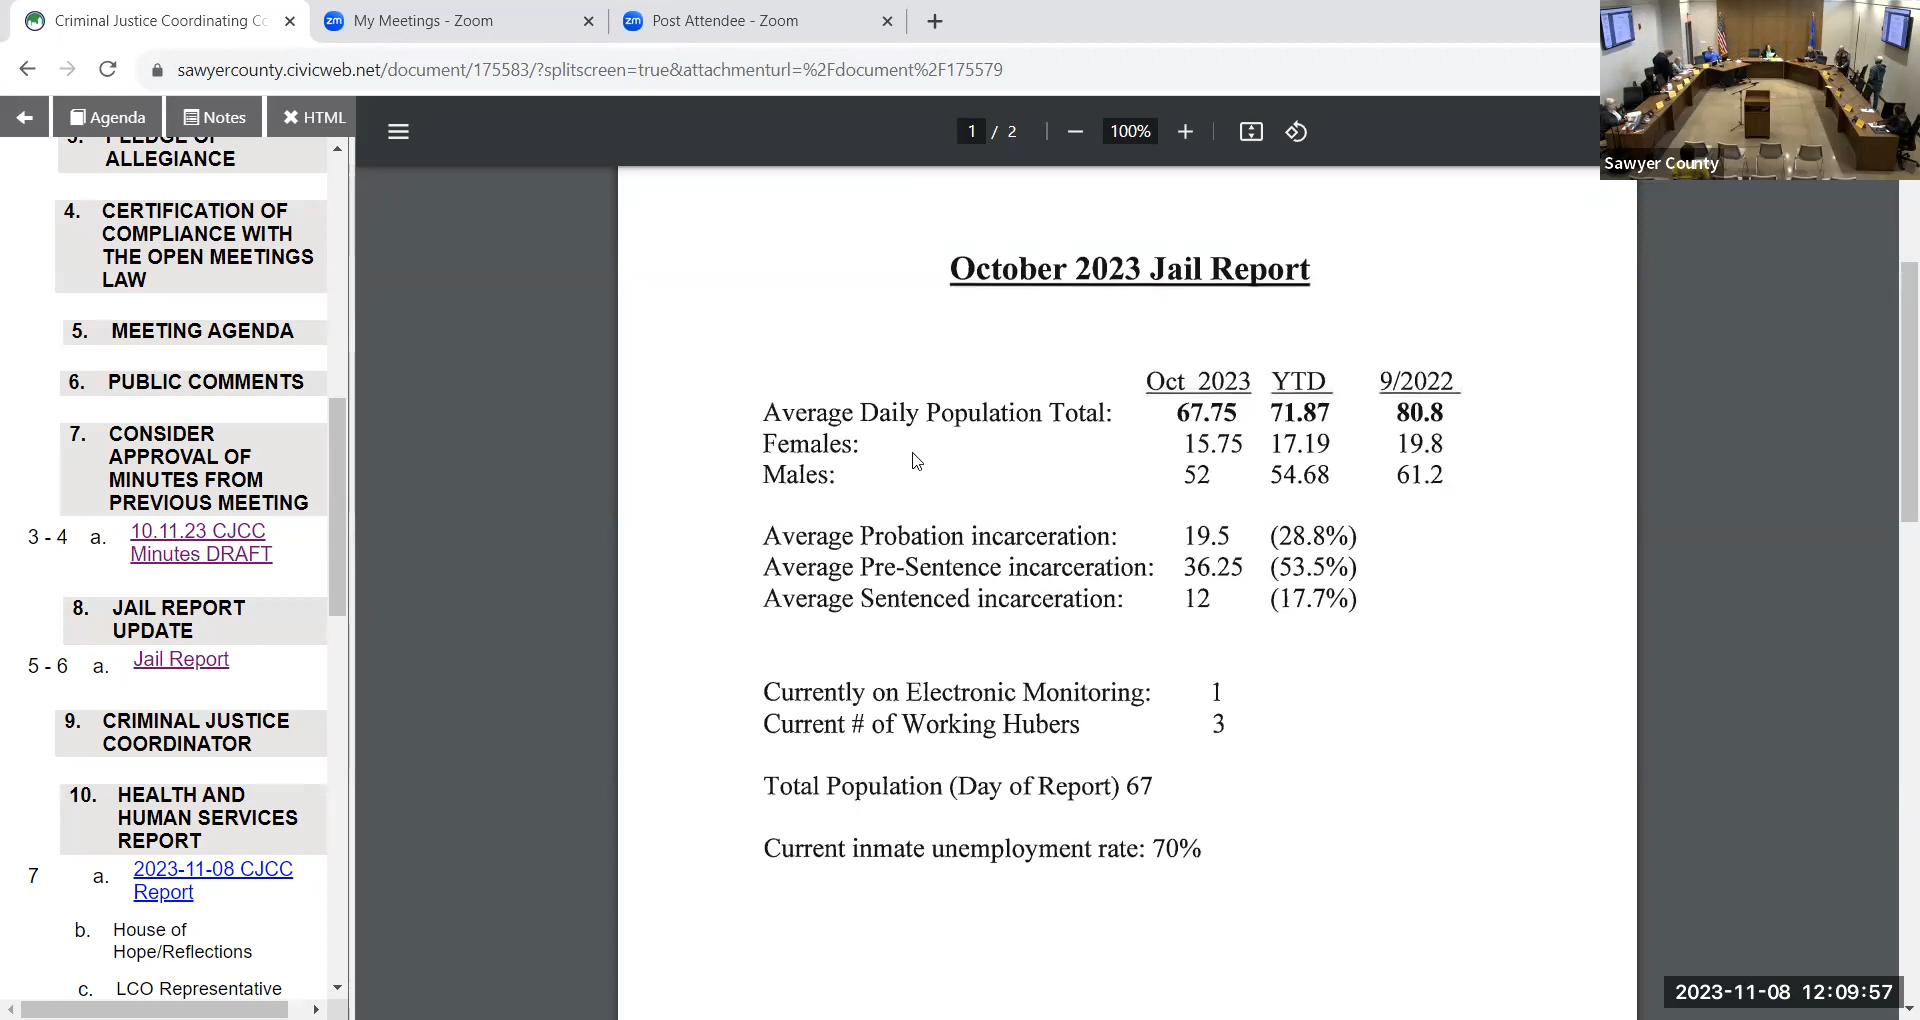 Criminal Justice Coordinating Co
My Meetings - Zoom
Post Attendee - Zoom
sawyercounty.civicweb.net/document/175583/?splitscreen=true&attachmenturl=%2Fdocument%2F175579
Agenda
Notes
HTML
1 / 2
100%
Sawyer County
3. PLEDGE OF
ALLEGIANCE
4. CERTIFICATION OF
COMPLIANCE WITH
THE OPEN MEETINGS
LAW
5. MEETING AGENDA
6. PUBLIC COMMENTS
7. CONSIDER
APPROVAL OF
MINUTES FROM
PREVIOUS MEETING
3 - 4 a. 10.11.23 CJCC
Minutes DRAFT
8. JAIL REPORT
UPDATE
5 - 6 a. Jail Report
9. CRIMINAL JUSTICE
COORDINATOR
10. HEALTH AND
HUMAN SERVICES
REPORT
7 a. 2023-11-08 CJCC
Report
b. House of
Hope/Reflections
c. LCO Representative
October 2023 Jail Report
Oct 2023 YTD 9/2022
Average Daily Population Total: 67.75 71.87 80.8
Females: 15.75 17.19 19.8
Males: 52 54.68 61.2
Average Probation incarceration: 19.5 (28.8%)
Average Pre-Sentence incarceration: 36.25 (53.5%)
Average Sentenced incarceration: 12 (17.7%)
Currently on Electronic Monitoring: 1
Current # of Working Hubers 3
Total Population (Day of Report) 67
Current inmate unemployment rate: 70%
2023-11-08 12:09:57